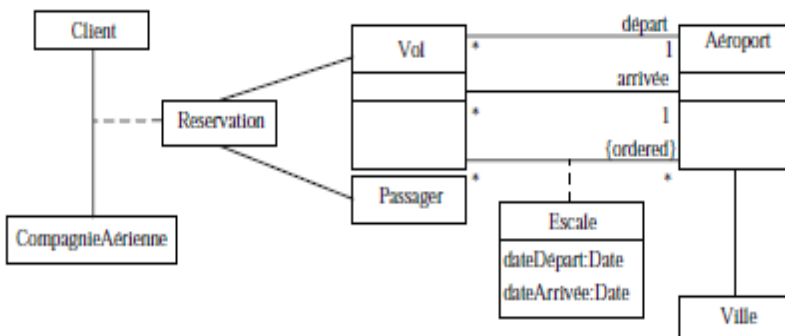 Client
Vol
départ
* 1
Aéroport
arrivée
* 1
Reservation
{ordered}
* *
Passager
CompagnieAérienne
Escale
dateDépart:Date
dateArrivée:Date
Ville